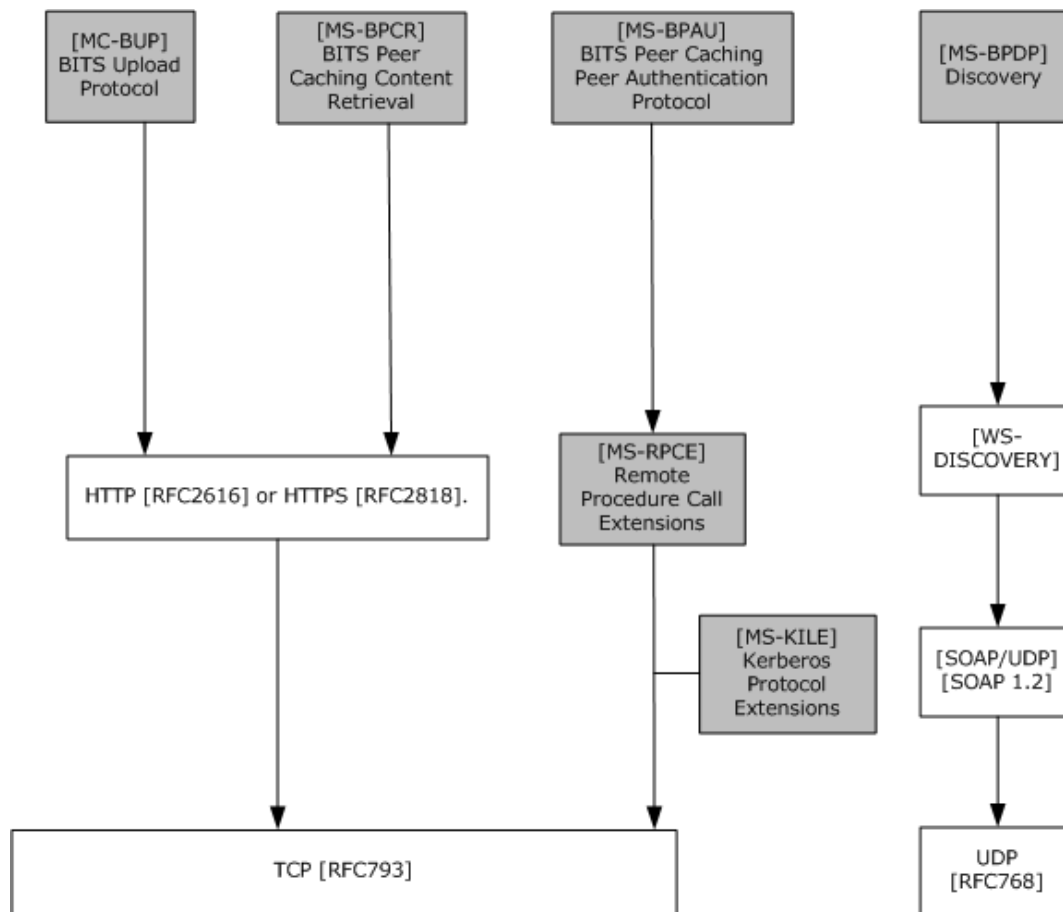 [MC-BUP]
BITS Upload
Protocol
[MS-BPCR]
BITS Peer
Caching Content
Retrieval
[MS-BPAU]
BITS Peer Caching
Peer Authentication
Protocol
[MS-BPDP]
Discovery
HTTP [RFC2616] or HTTPS [RFC2818].
[MS-RPCE]
Remote
Procedure Call
Extensions
[WS-
DISCOVERY]
[MS-KILE]
Kerberos
Protocol
Extensions
[SOAP/UDP]
[SOAP 1.2]
TCP [RFC793]
UDP
[RFC768]